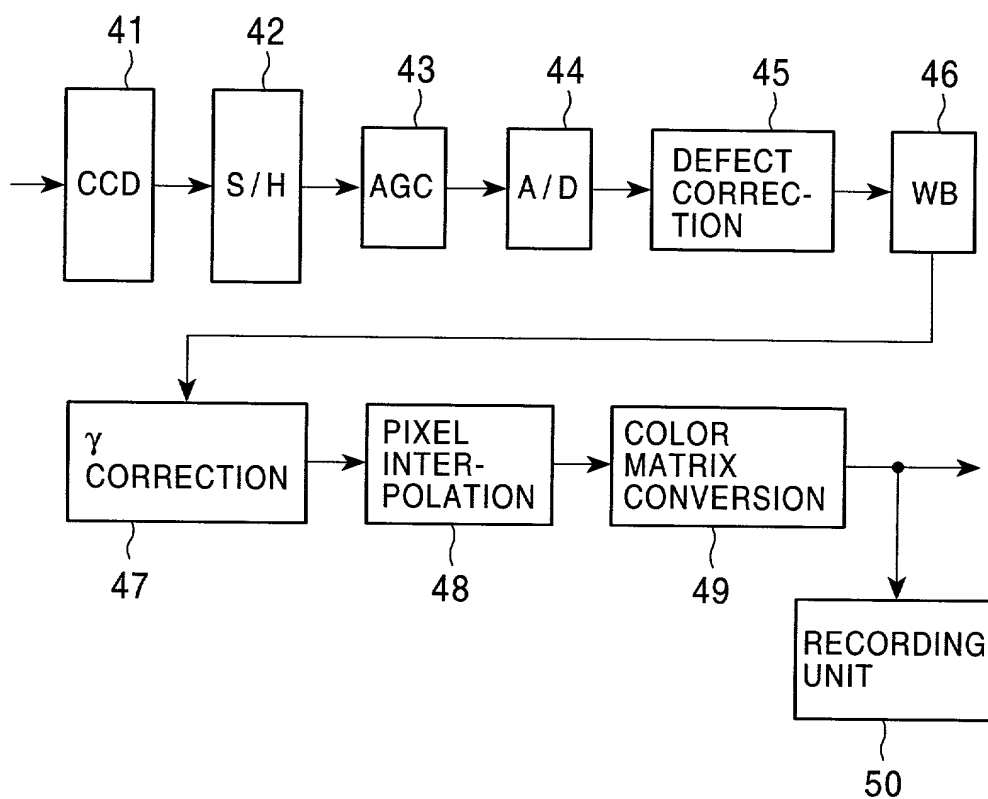 41
42
43
44
45
46
CCD
S/H
AGC
A/D
DEFECT
CORREC-
TION
WB
γ
CORRECTION
PIXEL
INTER-
POLATION
COLOR
MATRIX
CONVERSION
47
48
49
RECORDING
UNIT
50